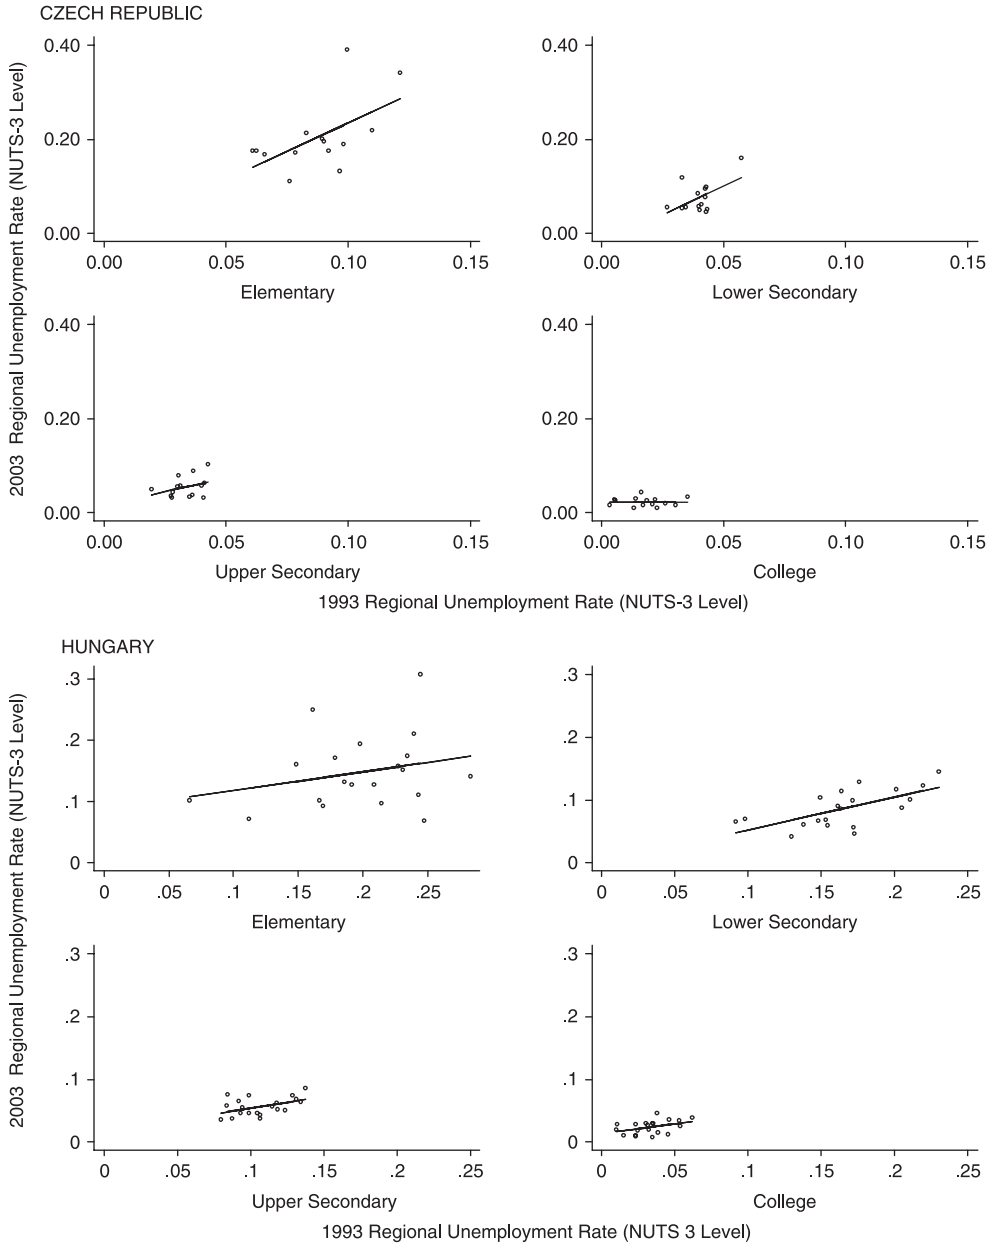 CZECH REPUBLIC
2003 Regional Unemployment Rate (NUTS-3 Level)
0.40 0.40
0.20 0.20
0.00 0.00
0.00 0.05 0.10 0.15 0.00 0.05 0.10 0.15
Elementary Lower Secondary
0.40 0.40
0.20 0.20
0.00 0.00
0.00 0.05 0.10 0.15 0.00 0.05 0.10 0.15
Upper Secondary College
1993 Regional Unemployment Rate (NUTS-3 Level)
HUNGARY
2003 Regional Unemployment Rate (NUTS-3 Level)
.3 .3
.2 .2
.1 .1
0 0
0 .05 .1 .15 .2 .25 0 .05 .1 .15 .2 .25
Elementary Lower Secondary
.3 .3
.2 .2
.1 .1
0 0
0 .05 .1 .15 .2 .25 0 .05 .1 .15 .2 .25
Upper Secondary College
1993 Regional Unemployment Rate (NUTS 3 Level)